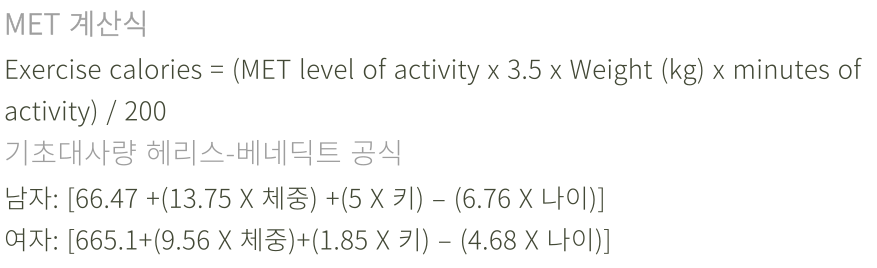 MET 계산식
Exercise calories = (MET level of activity x 3.5 x Weight (kg) x minutes of
activity) / 200
기초대사량 헤리스-베네딕트 공식
남자: [66.47 +(13.75 X 체중) +(5 X 키) – (6.76 X 나이)]
여자: [665.1+(9.56 X 체중)+(1.85 X 키) – (4.68 X 나이)]